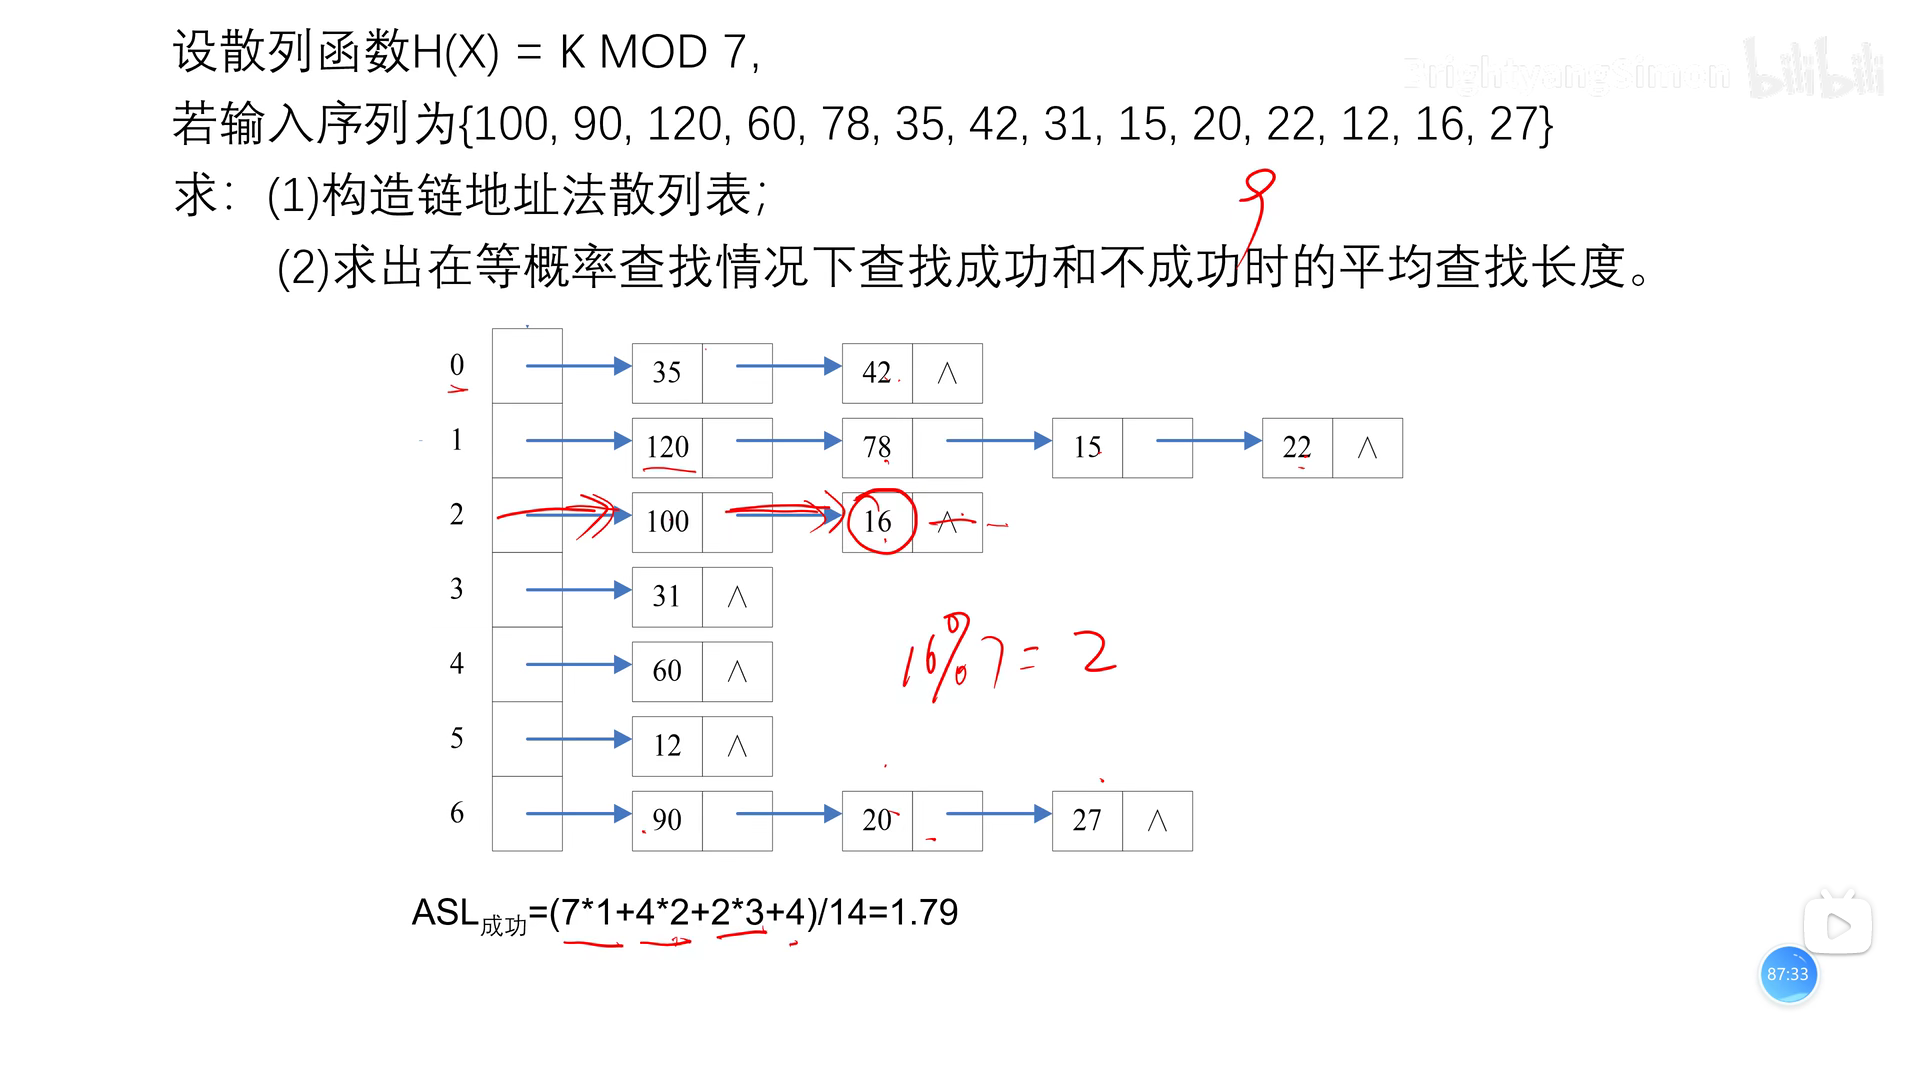 设散列函数H(X) = K MOD 7,
BrightyangSimon bilibili
若输入序列为{100, 90, 120, 60, 78, 35, 42, 31, 15, 20, 22, 12, 16, 27}
求：(1)构造链地址法散列表；
(2)求出在等概率查找情况下查找成功和不成功时的平均查找长度。
0 35 42 ∧
1 120 78 15 22 ∧
2 100 16 ∧
3 31 ∧
16%7=2
4 60 ∧
5 12 ∧
6 90 20 27 ∧
ASL成功=(7*1+4*2+2*3+4)/14=1.79
87:33